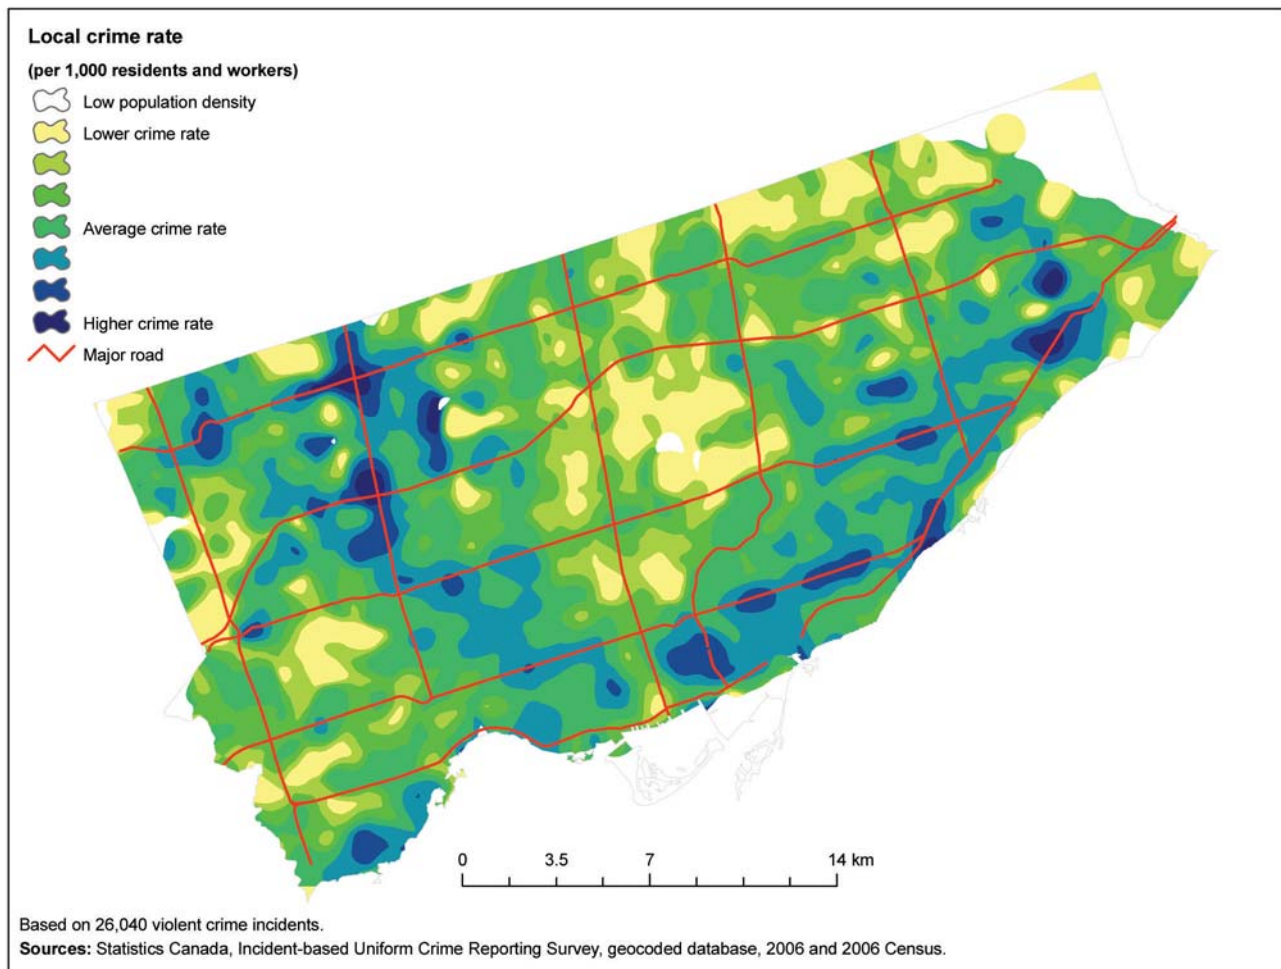 Local crime rate
(per 1,000 residents and workers)
Low population density
Lower crime rate
Average crime rate
Higher crime rate
Major road
0 3.5 7 14 km
Based on 26,040 violent crime incidents.
Sources: Statistics Canada, Incident-based Uniform Crime Reporting Survey, geocoded database, 2006 and 2006 Census.